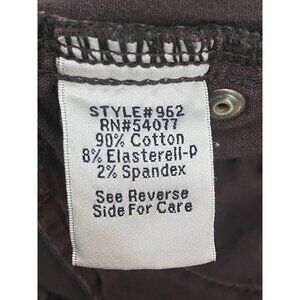 STYLE#962
RN#54077
90% Cotton
8% Elasterell-p
2% Spandex
See Reverse
Side For Care